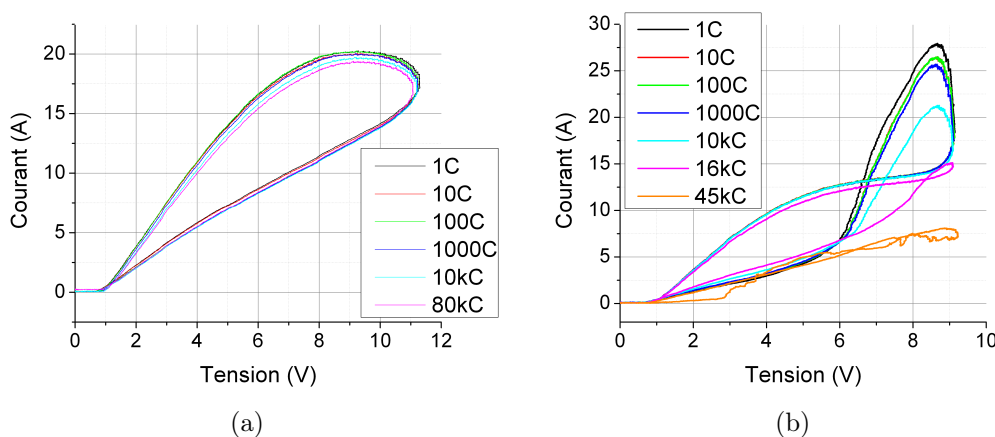 20
15
10
5
0
Courant (A)
0 2 4 6 8 10 12
Tension (V)
1C
10C
100C
1000C
10kC
80kC
(a)
30
25
20
15
10
5
0
Courant (A)
0 2 4 6 8 10
Tension (V)
1C
10C
100C
1000C
10kC
16kC
45kC
(b)